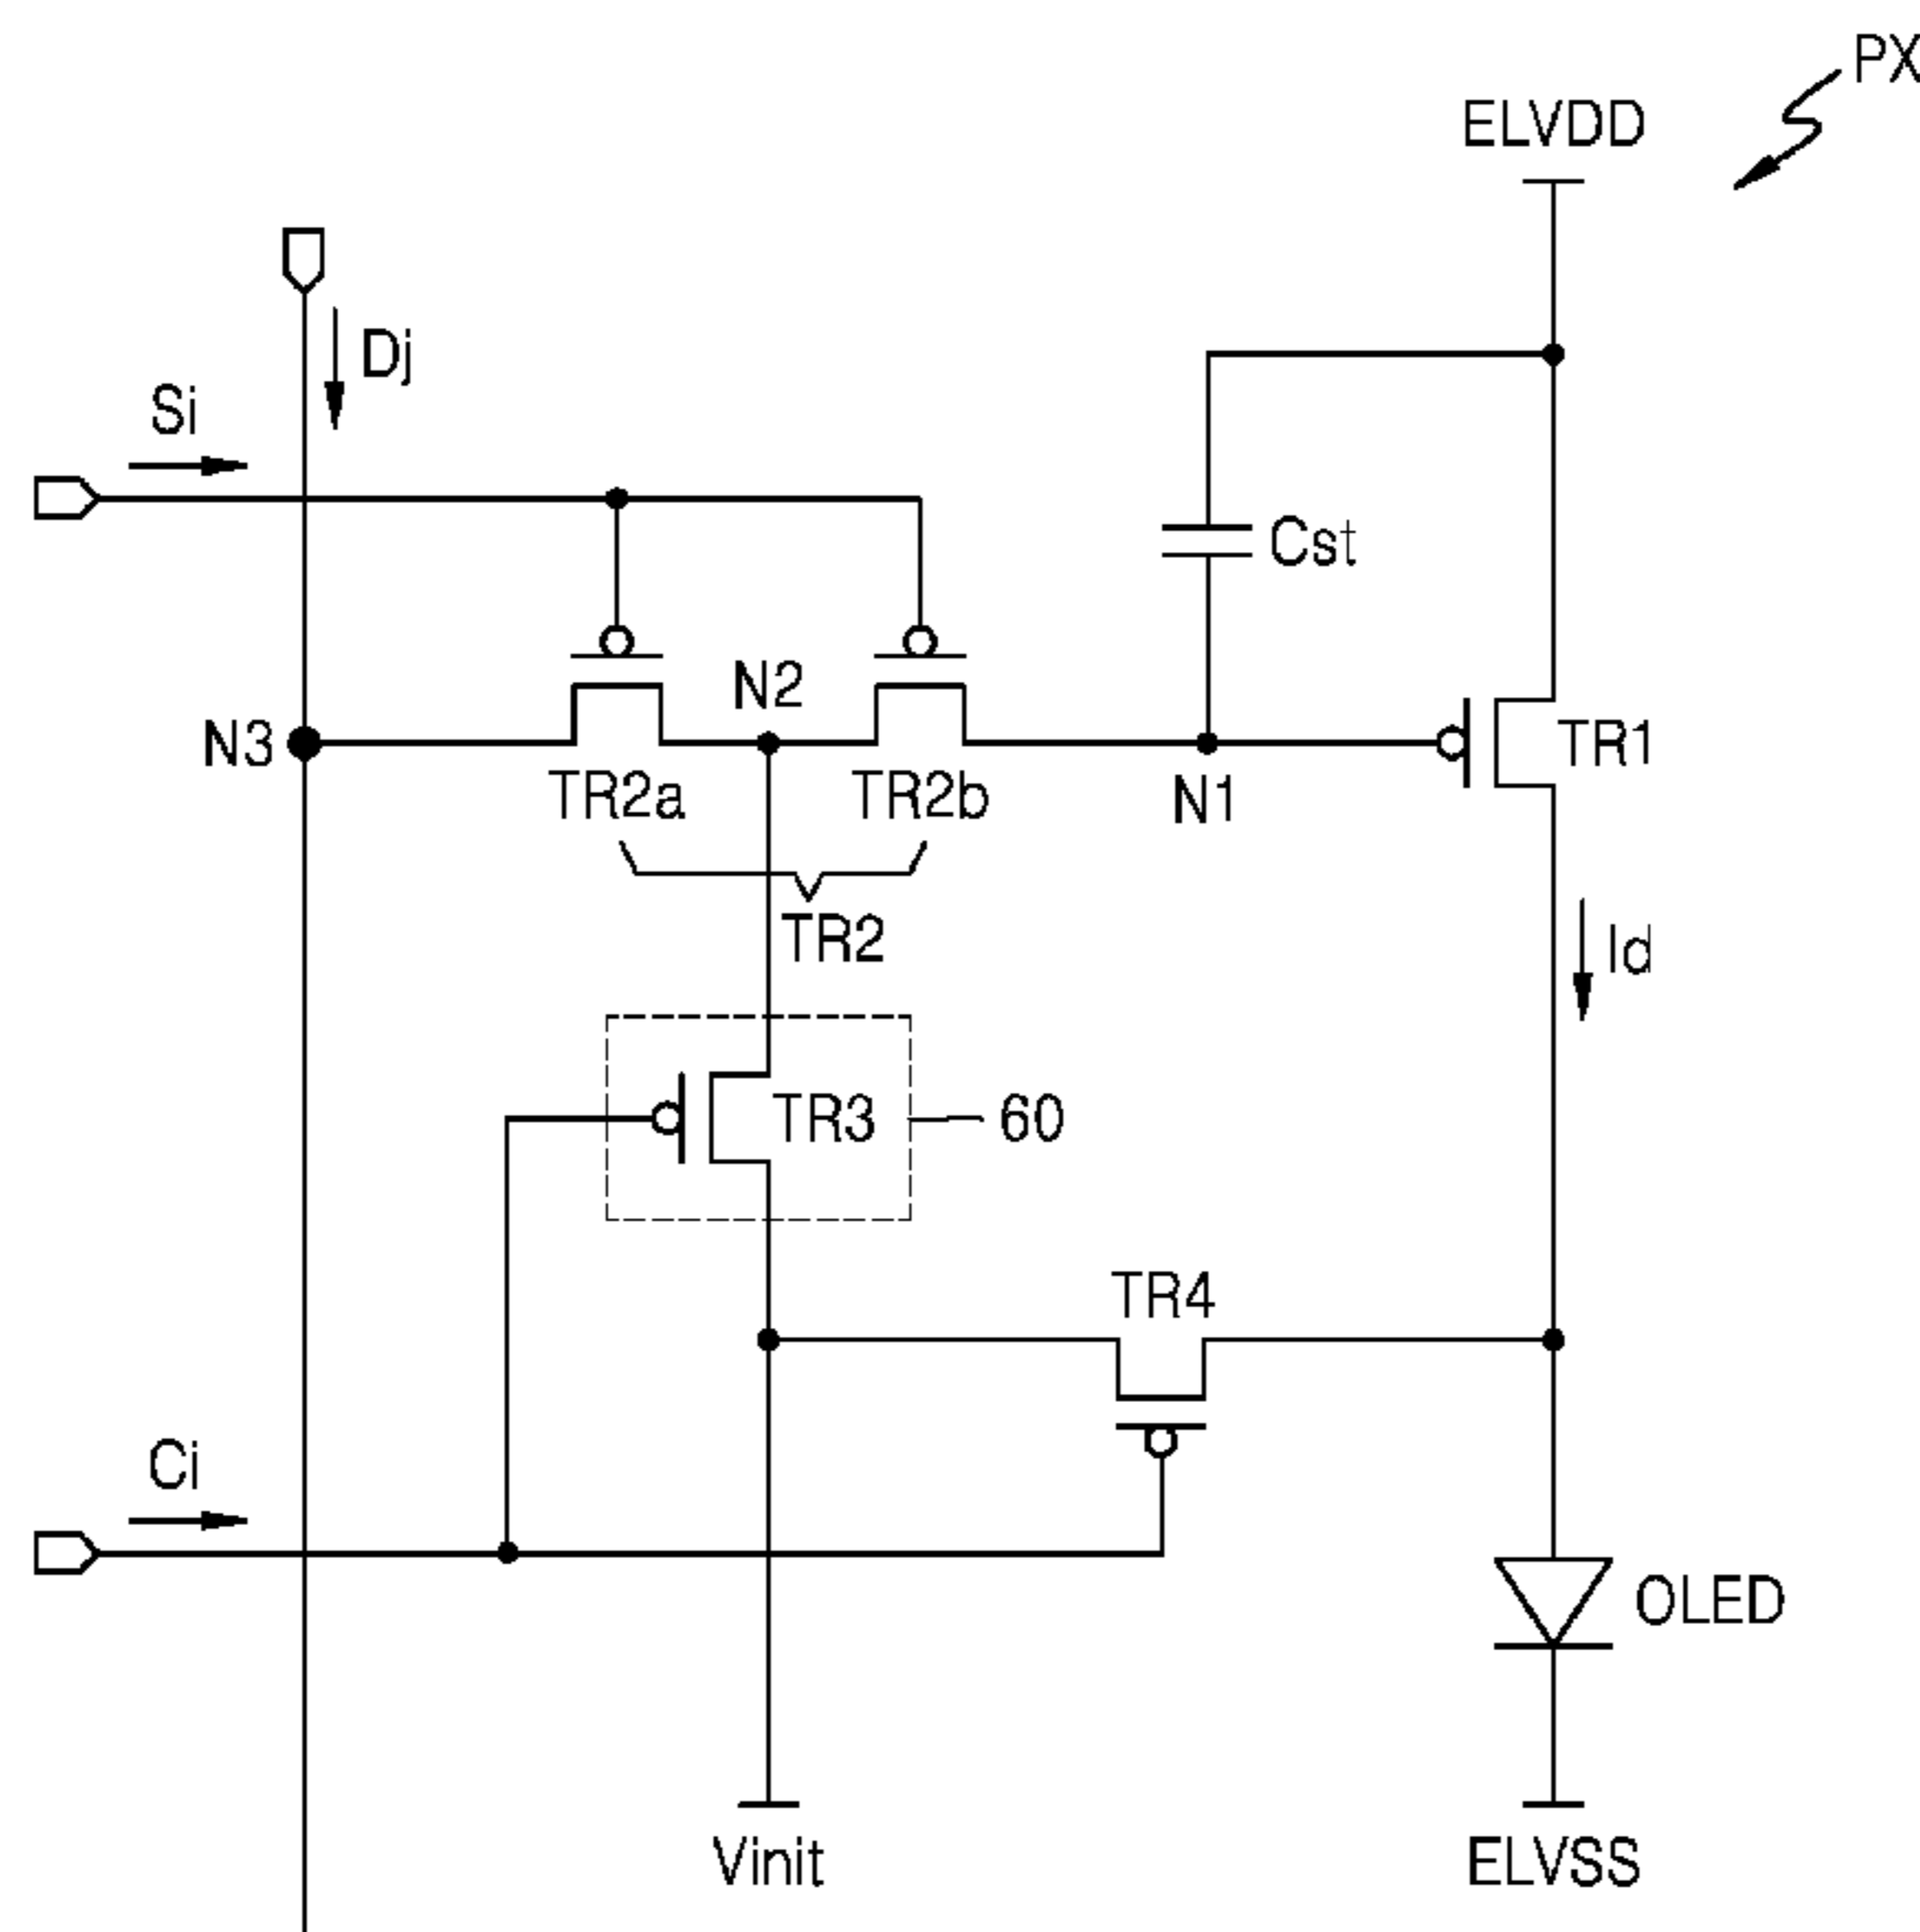 PX
ELVDD
Dj
Si
Cst
N2
N3
TR1
TR2a
TR2b
N1
TR2
Id
TR3
60
TR4
Ci
OLED
Vinit
ELVSS